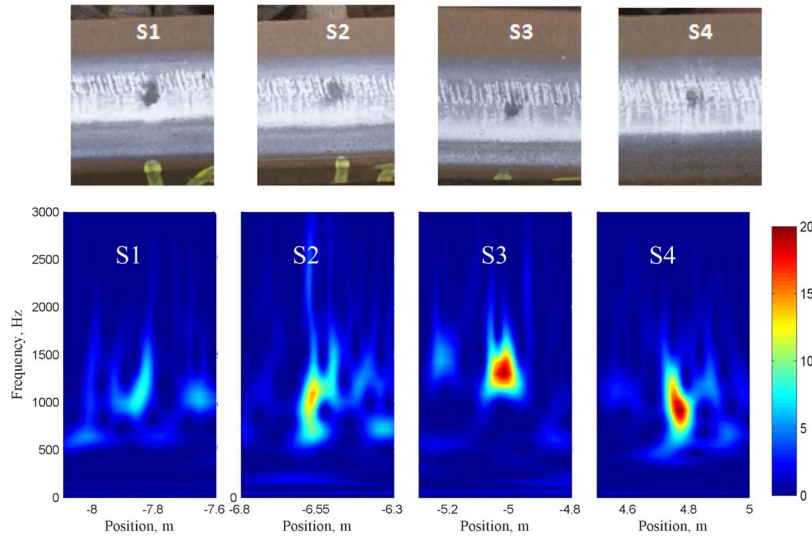 S1 S2 S3 S4
3000
2500
2000
1500
1000
500
0
Frequency, Hz
S1 S2 S3 S4
0
-8 -7.8 -7.6
-6.8 -6.55 -6.3
-5.2 -5 -4.8
4.6 4.8 5
Position, m Position, m Position, m Position, m
20
15
10
5
0